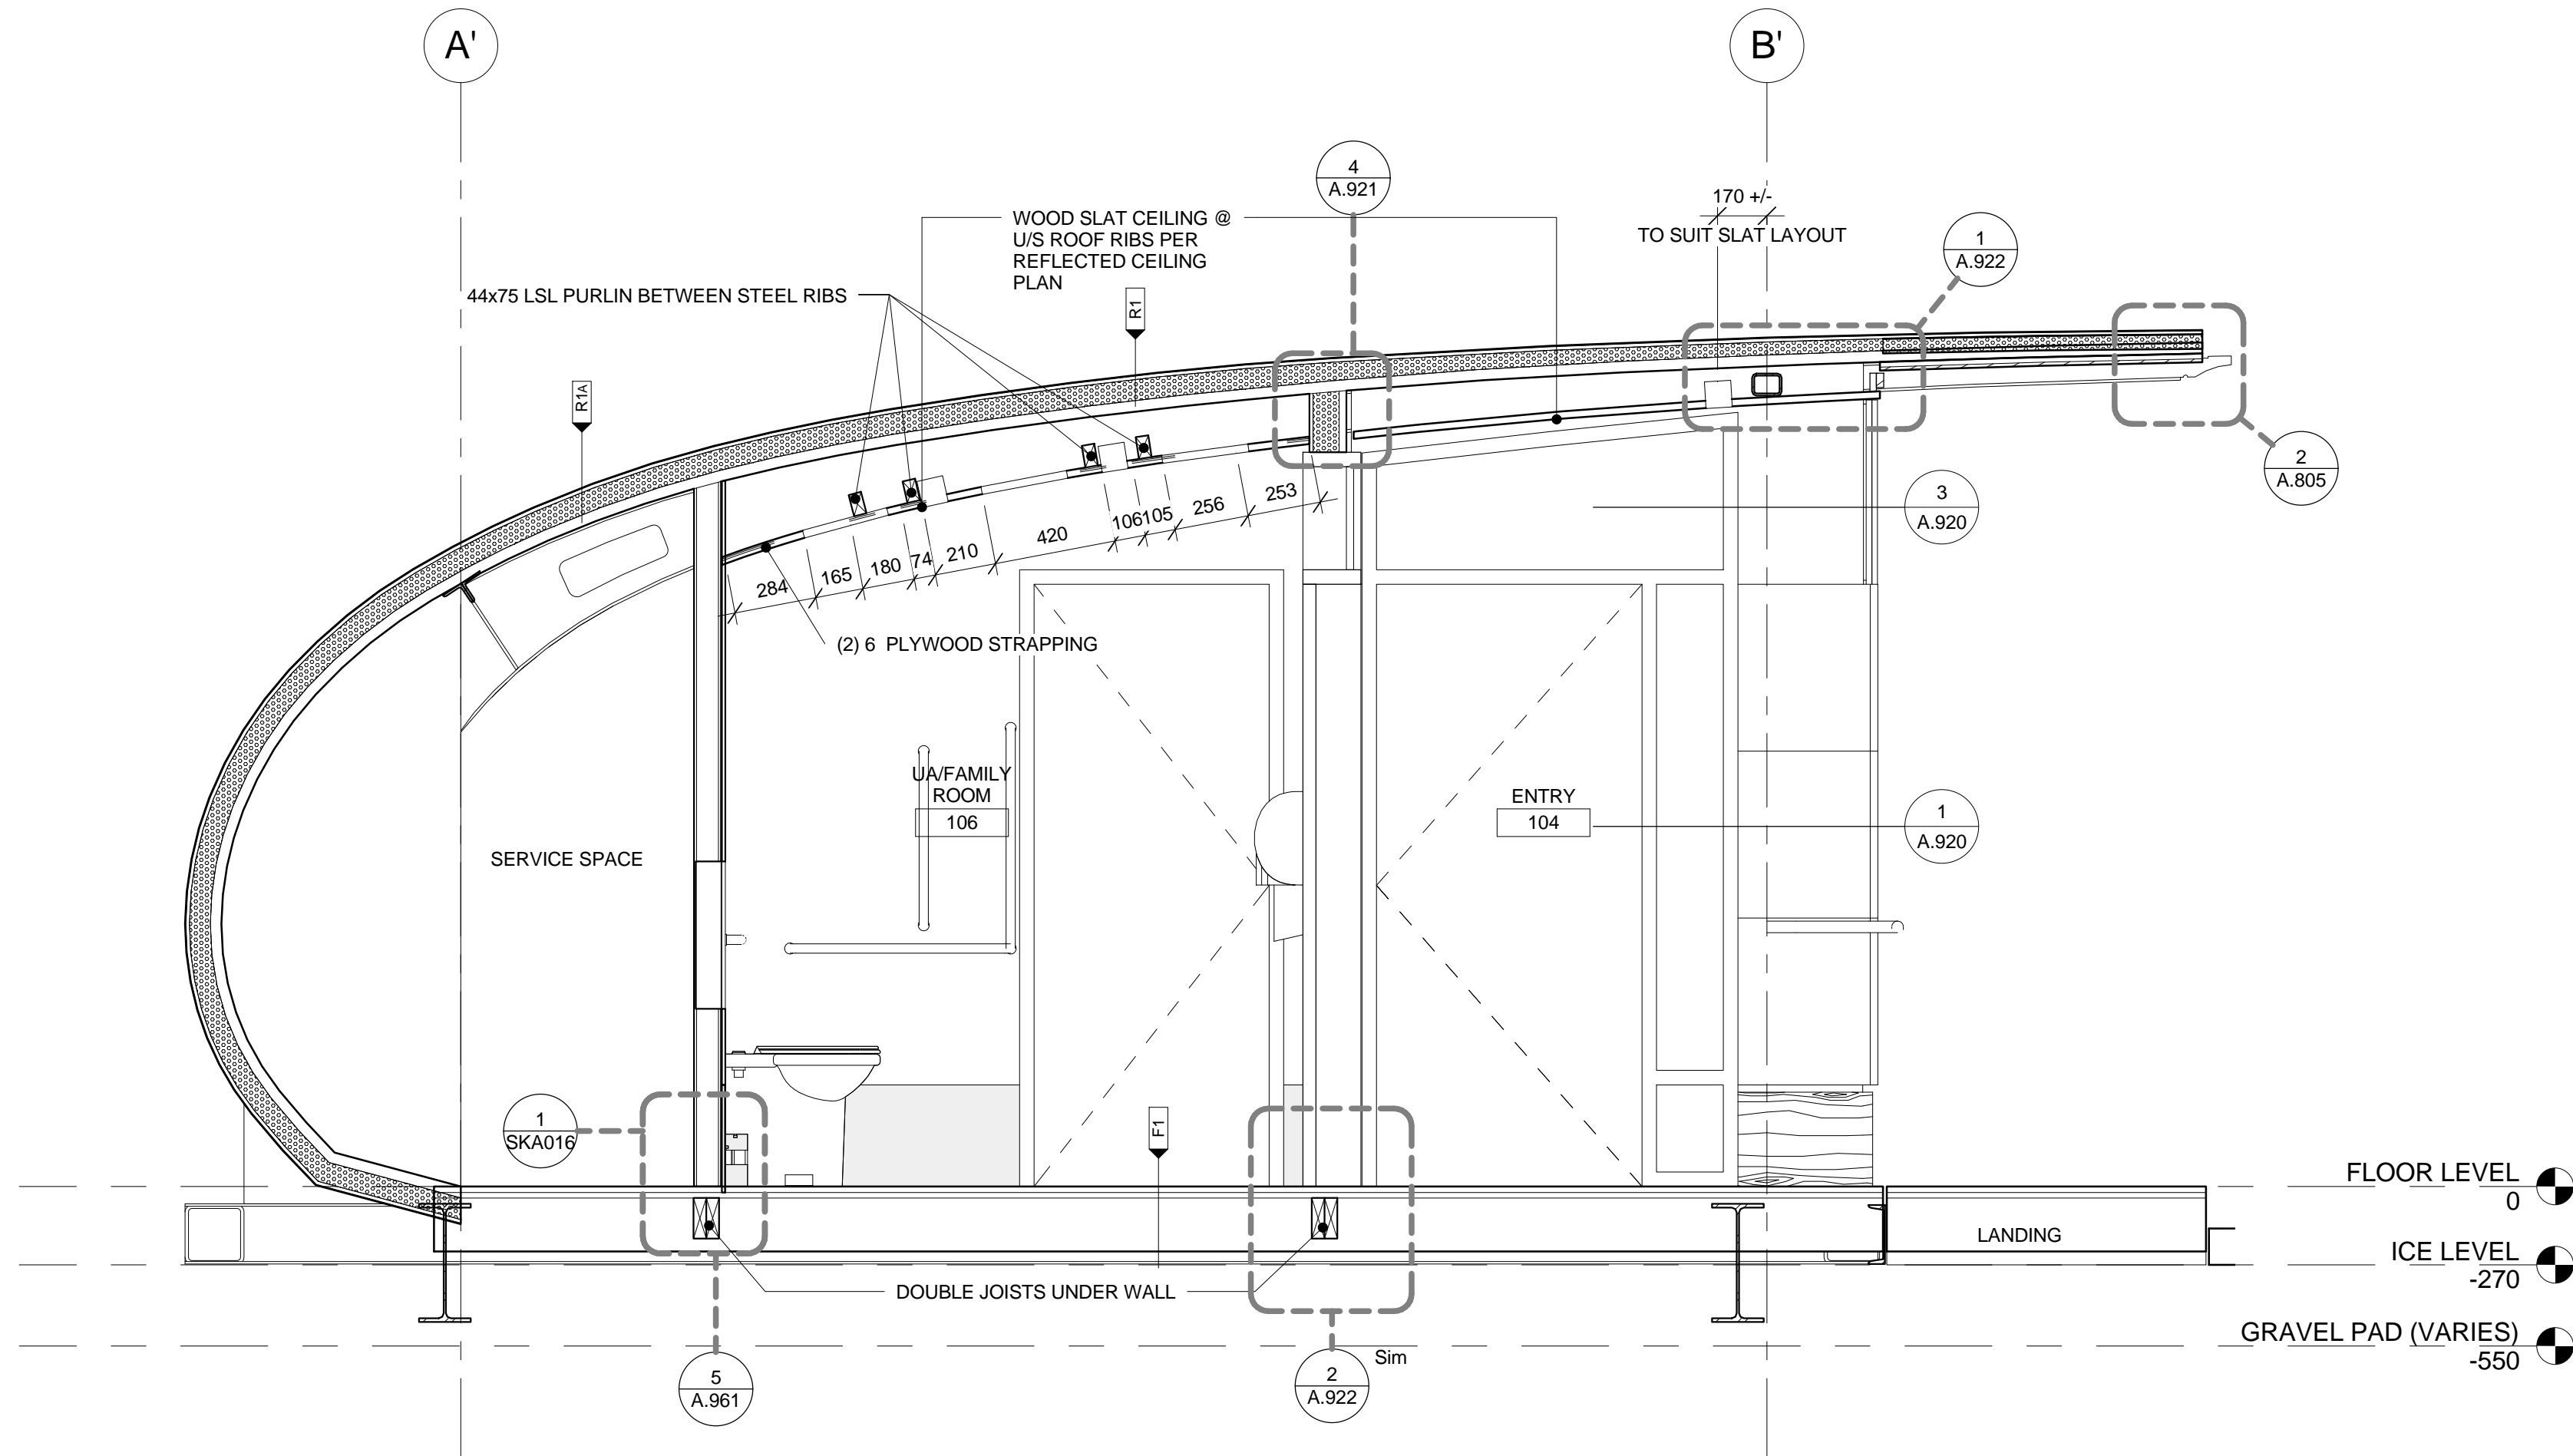 A'
B'
4
A.921
170 +/-
TO SUIT SLAT LAYOUT
WOOD SLAT CEILING @
U/S ROOF RIBS PER
REFLECTED CEILING
PLAN
1
A.922
44x75 LSL PURLIN BETWEEN STEEL RIBS
R1
R1A
2
A.805
3
A.920
284
165
180
74
210
420
106
105
256
253
(2) 6 PLYWOOD STRAPPING
UA/FAMILY
ROOM
106
ENTRY
104
1
A.920
SERVICE SPACE
1
SKA016
F1
FLOOR LEVEL
0
LANDING
ICE LEVEL
-270
DOUBLE JOISTS UNDER WALL
GRAVEL PAD (VARIES)
-550
5
A.961
2
A.922
Sim